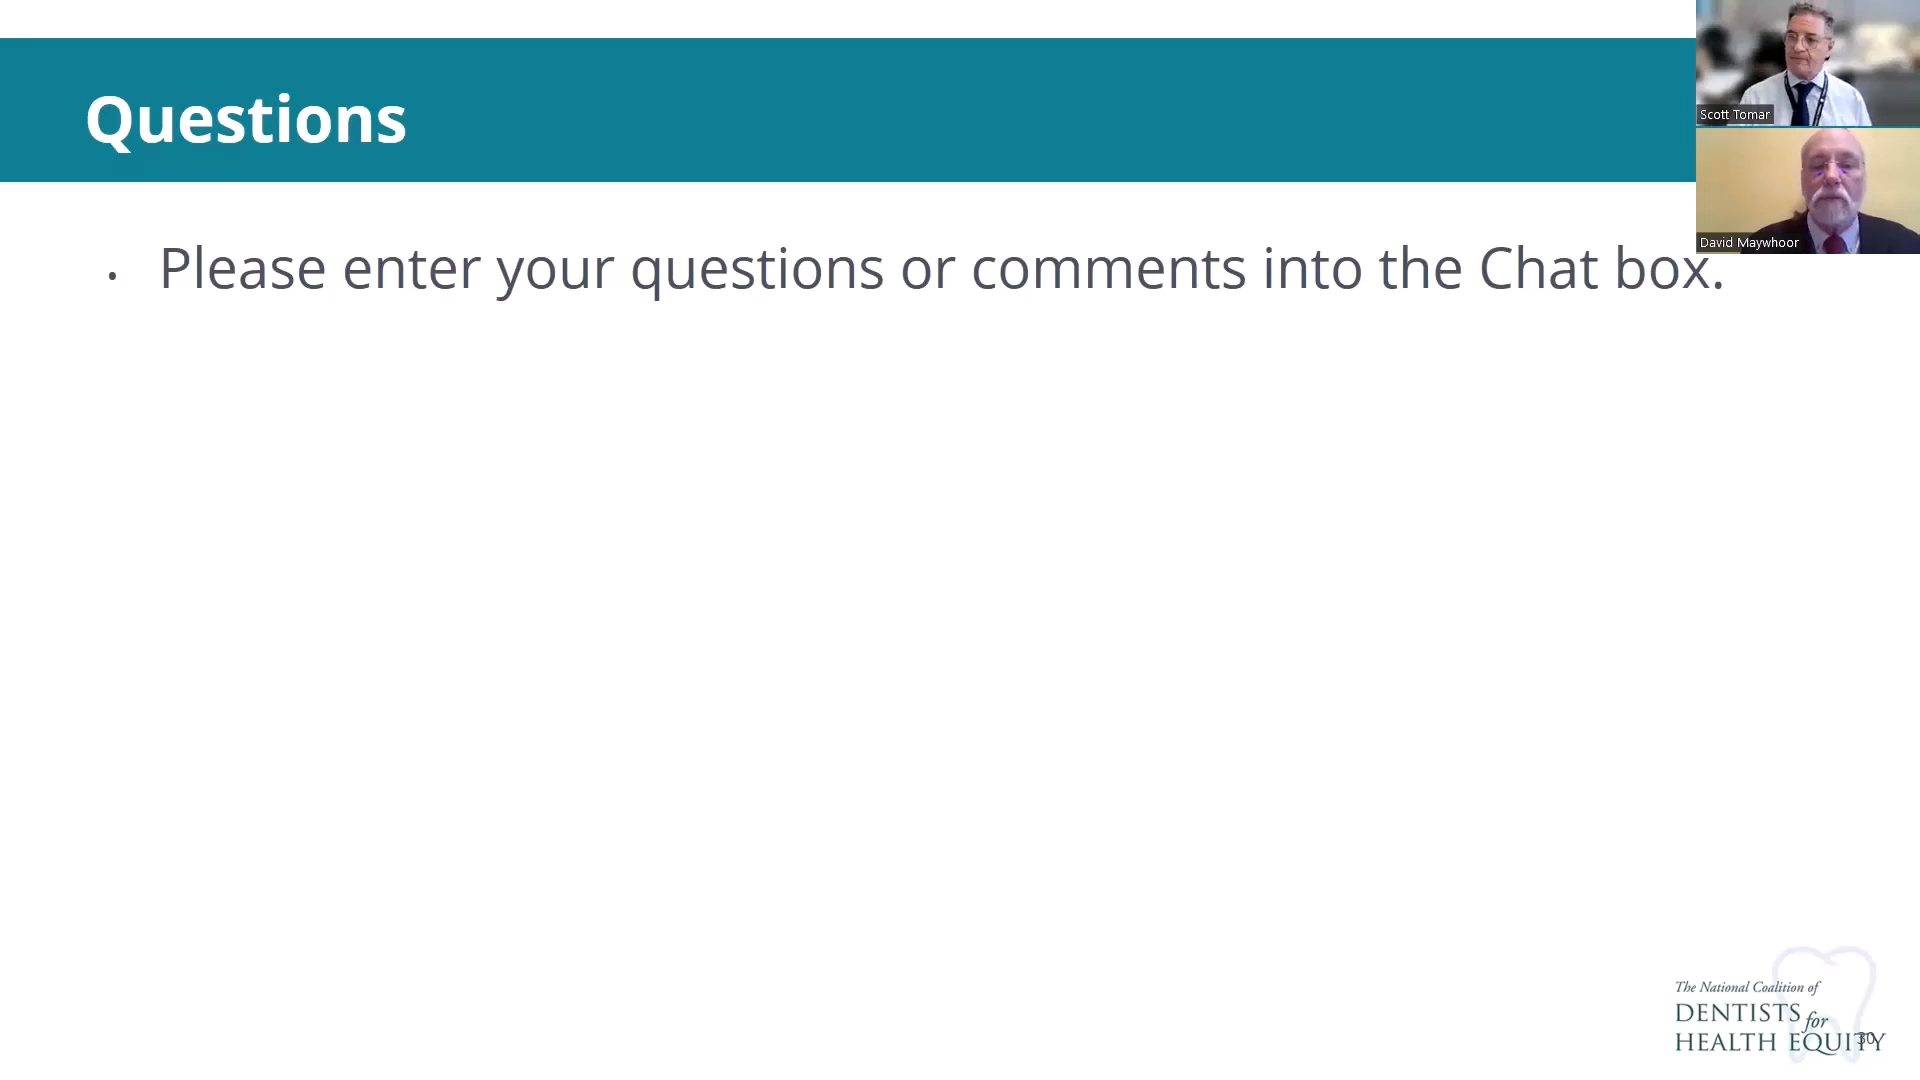 Questions
Scott Tomar
David Maywhoor
• Please enter your questions or comments into the Chat box.
The National Coalition of
DENTISTS for
HEALTH EQUITY
30